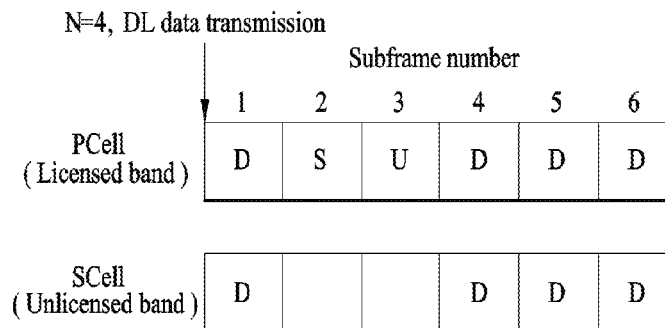 N=4, DL data transmission
Subframe number
1 2 3 4 5 6
PCell
( Licensed band )
D S U D D D
SCell
( Unlicensed band )
D D D D